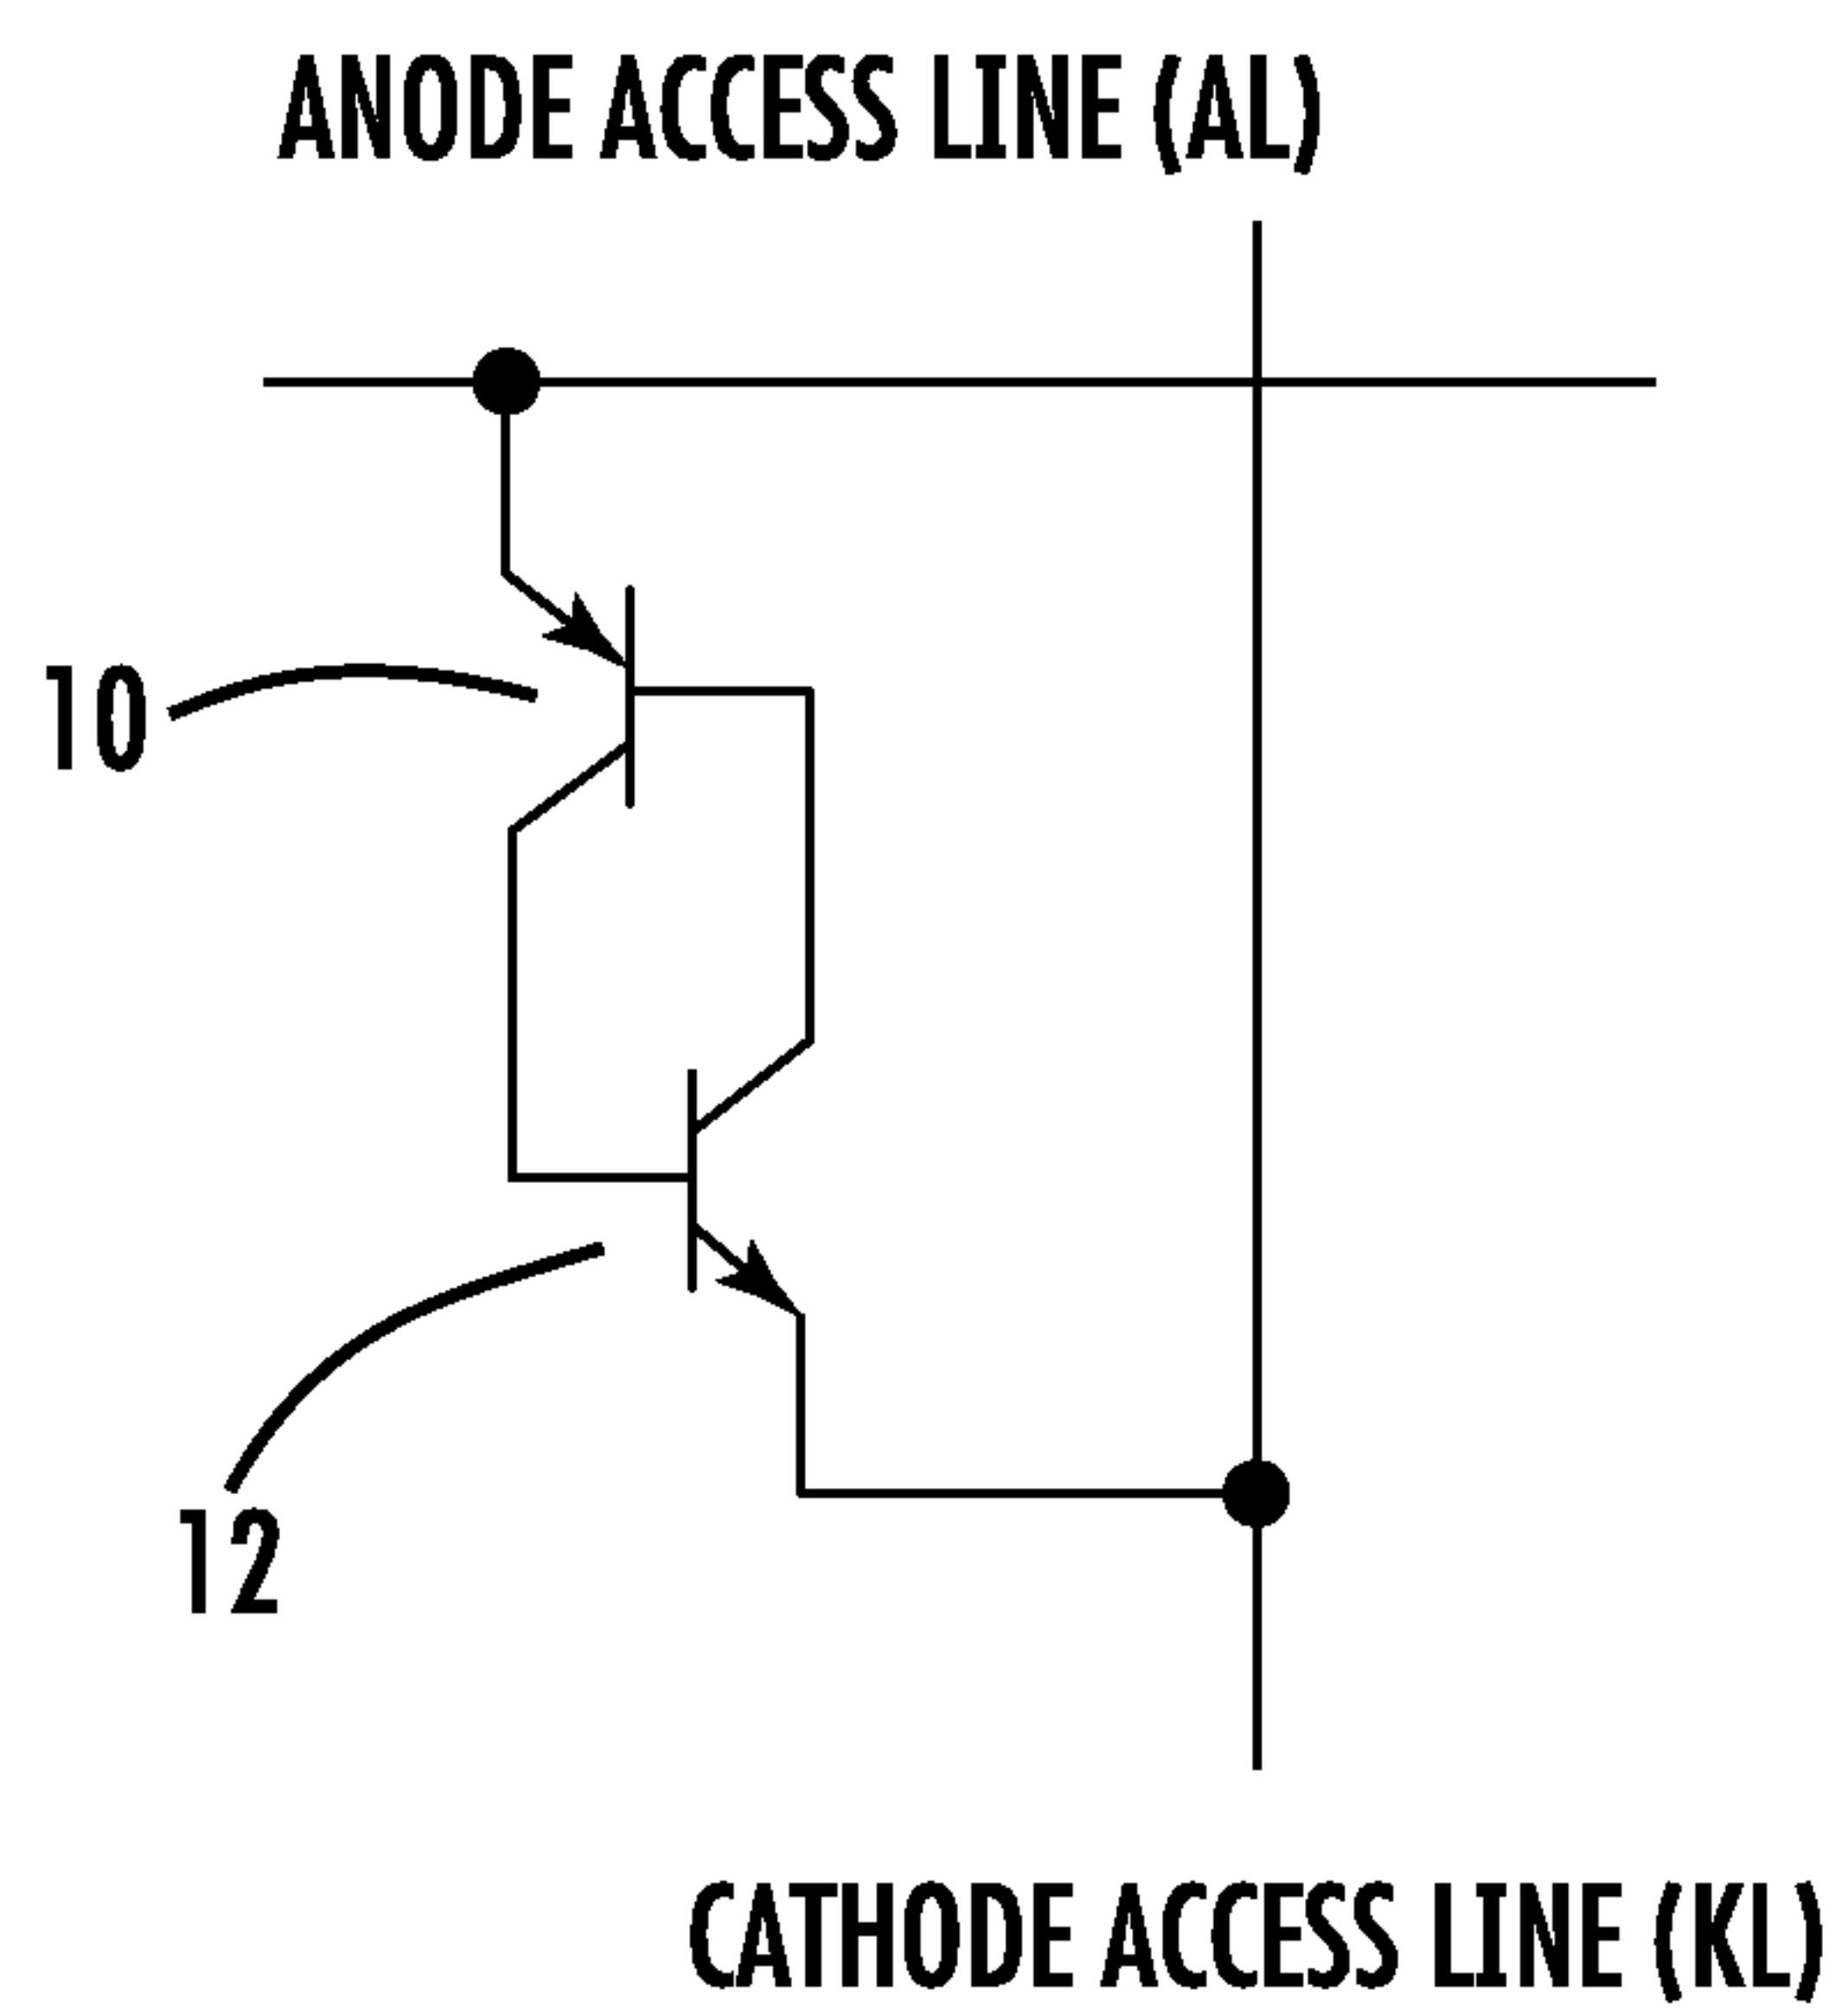 ANODE ACCESS LINE (AL)
10
12
CATHODE ACCESS LINE (KL)